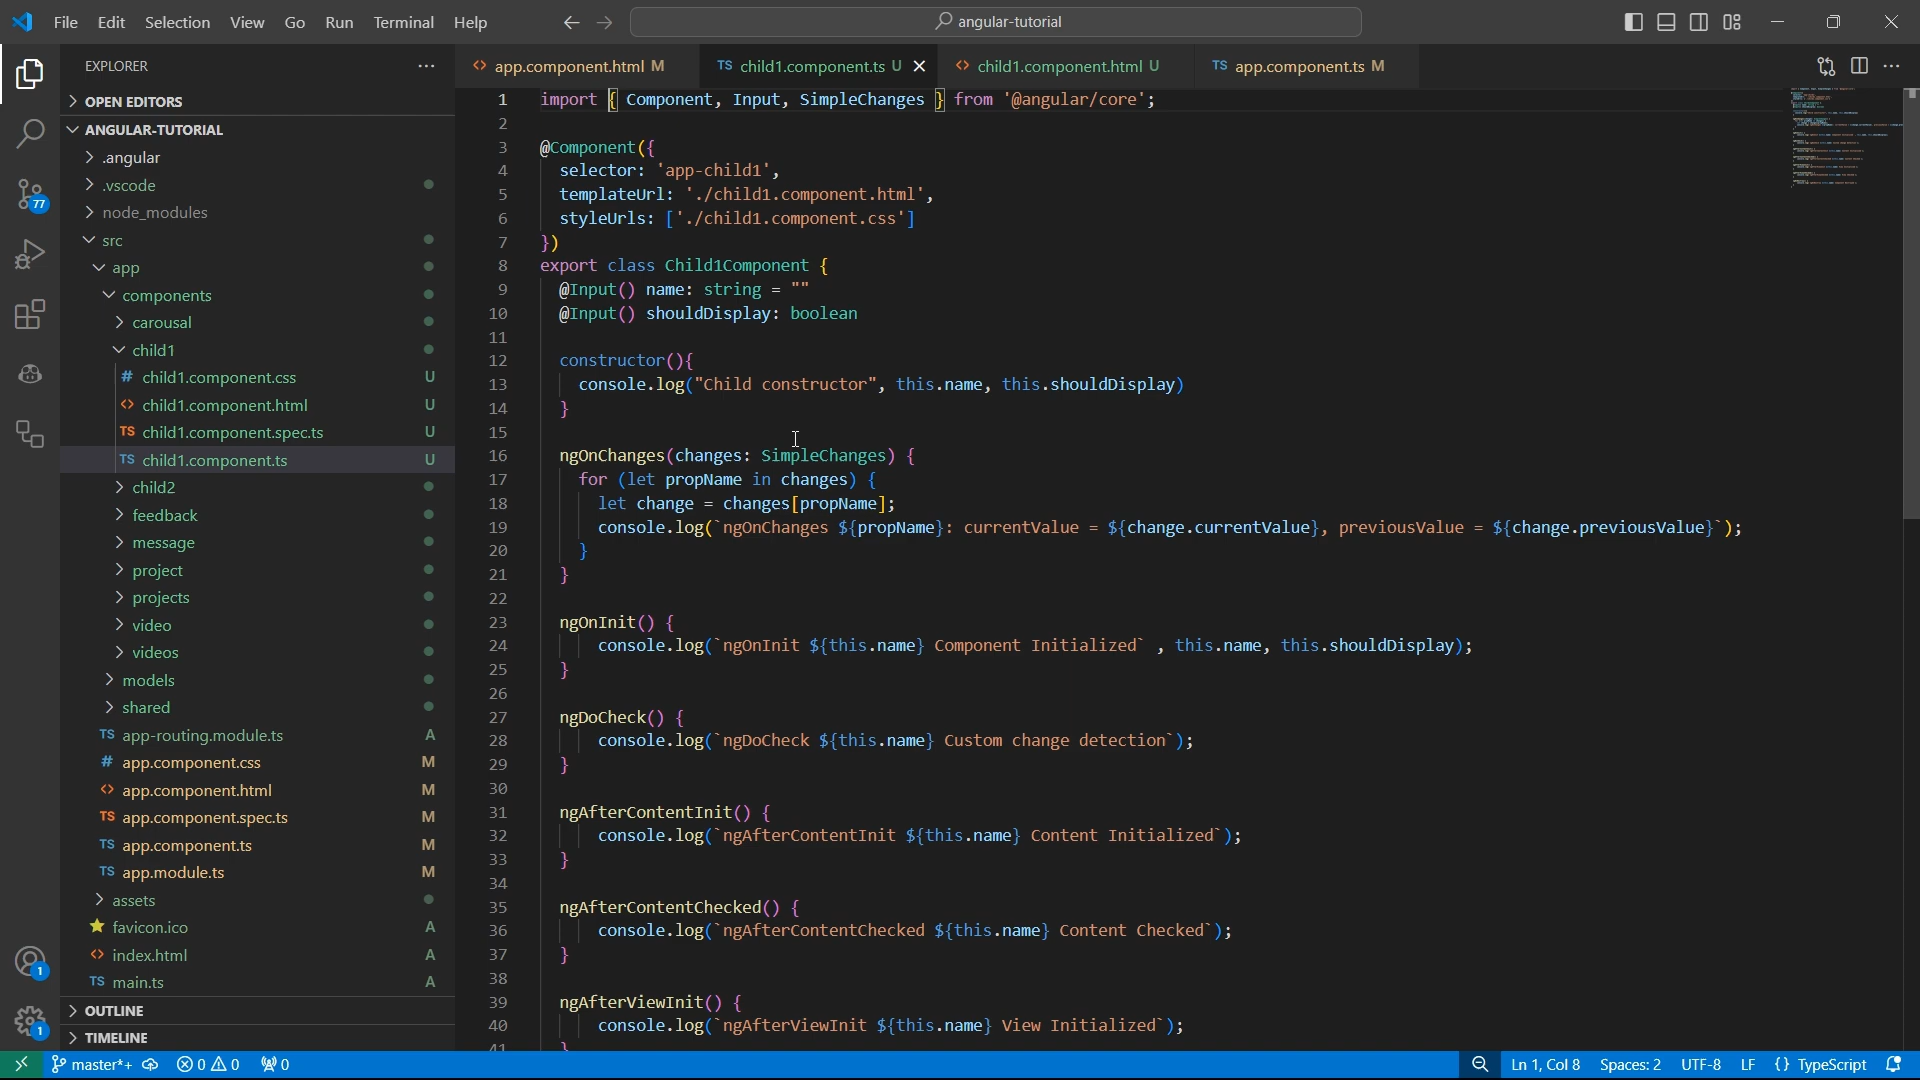 File Edit Selection View Go Run Terminal Help
angular-tutorial
EXPLORER
OPEN EDITORS
ANGULAR-TUTORIAL
.angular
.vscode
node_modules
src
app
components
carousal
child1
# child1.component.css U
<> child1.component.html U
TS child1.component.spec.ts U
TS child1.component.ts U
child2
feedback
message
project
projects
video
videos
models
shared
TS app-routing.module.ts A
# app.component.css M
<> app.component.html M
TS app.component.spec.ts M
TS app.component.ts M
TS app.module.ts M
assets
favicon.ico A
<> index.html A
TS main.ts A
OUTLINE
TIMELINE
77
1
1
<> app.component.html M
TS child1.component.ts U
<> child1.component.html U
TS app.component.ts M
1 import { Component, Input, SimpleChanges } from '@angular/core';
2
3 @Component({
4 selector: 'app-child1',
5 templateUrl: './child1.component.html',
6 styleUrls: ['./child1.component.css']
7 })
8 export class Child1Component {
9 @Input() name: string = ""
10 @Input() shouldDisplay: boolean
11
12 constructor(){
13 console.log("Child constructor", this.name, this.shouldDisplay)
14 }
15
16 ngOnChanges(changes: SimpleChanges) {
17 for (let propName in changes) {
18 let change = changes[propName];
19 console.log(`ngOnChanges ${propName}: currentValue = ${change.currentValue}, previousValue = ${change.previousValue}`);
20 }
21 }
22
23 ngOnInit() {
24 console.log(`ngOnInit ${this.name} Component Initialized` , this.name, this.shouldDisplay);
25 }
26
27 ngDoCheck() {
28 console.log(`ngDoCheck ${this.name} Custom change detection`);
29 }
30
31 ngAfterContentInit() {
32 console.log(`ngAfterContentInit ${this.name} Content Initialized`);
33 }
34
35 ngAfterContentChecked() {
36 console.log(`ngAfterContentChecked ${this.name} Content Checked`);
37 }
38
39 ngAfterViewInit() {
40 console.log(`ngAfterViewInit ${this.name} View Initialized`);
41 }
master*+ 0 0 0 Ln 1, Col 8 Spaces: 2 UTF-8 LF {} TypeScript